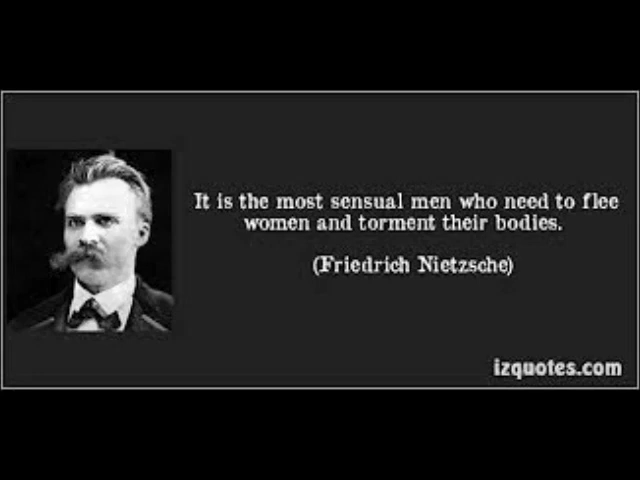 It is the most sensual men who need to flee
women and torment their bodies.
(Friedrich Nietzsche)
izquotes.com